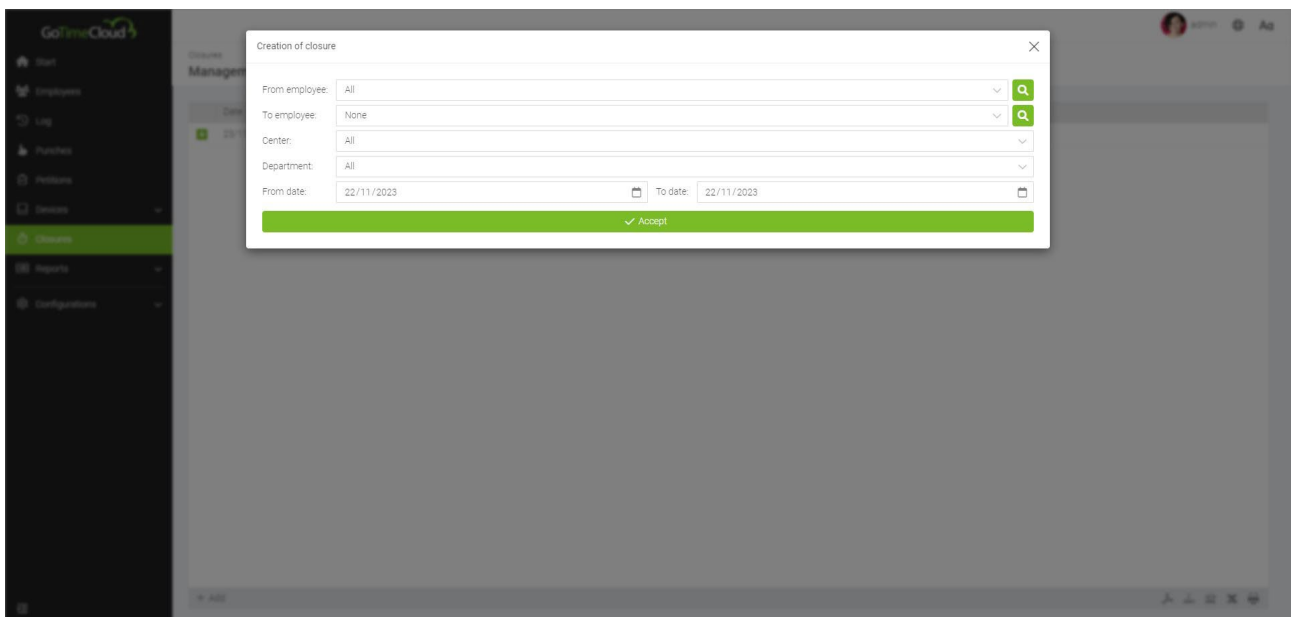 GoTimeCloud
admin
Aα
Start
Employees
Log
Punches
Petitions
Devices
Closures
Reports
Configurations
Closures
Managem
Date
Creation of closure
From employee: All
To employee: None
Center: All
Department: All
From date: 22/11/2023 To date: 22/11/2023
Accept
+ Add